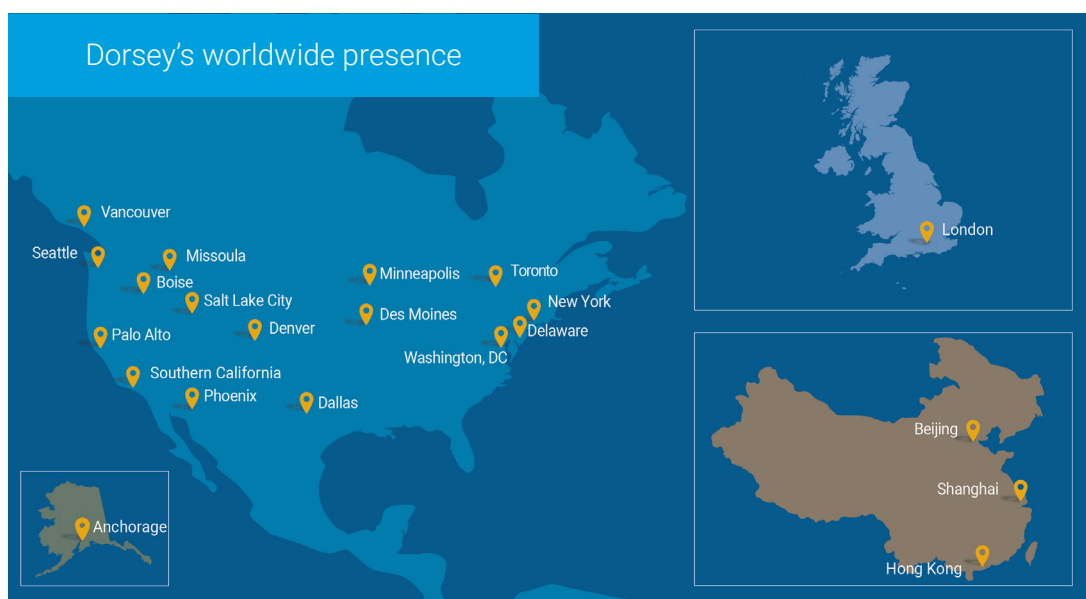 Dorsey’s worldwide presence
Vancouver
Seattle
Missoula
Boise
Salt Lake City
Palo Alto
Denver
Southern California
Phoenix
Dallas
Minneapolis
Des Moines
Toronto
New York
Delaware
Washington, DC
Anchorage
London
Beijing
Shanghai
Hong Kong